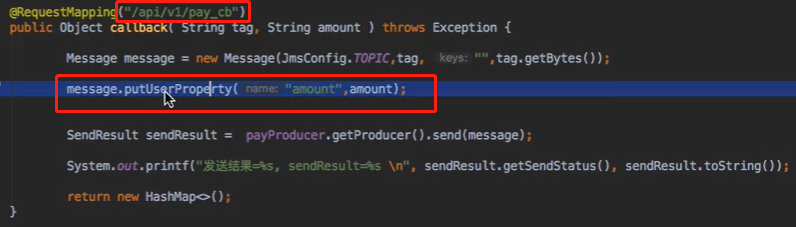 @RequestMapping("/api/v1/pay_cb")
public Object callback( String tag, String amount ) throws Exception {
Message message = new Message(JmsConfig.TOPIC,tag, keys: "",tag.getBytes());
message.putUserProperty( name: "amount",amount);
SendResult sendResult = payProducer.getProducer().send(message);
System.out.printf("发送结果=%s, sendResult=%s \n", sendResult.getSendStatus(), sendResult.toString());
return new HashMap<>();
}